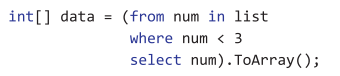 int[] data = (from num in list
where num < 3
select num).ToArray();